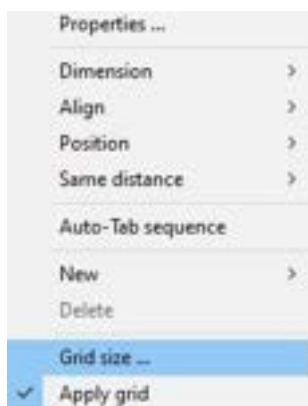 Properties ...
Dimension
Align
Position
Same distance
Auto-Tab sequence
New
Delete
Grid size ...
Apply grid